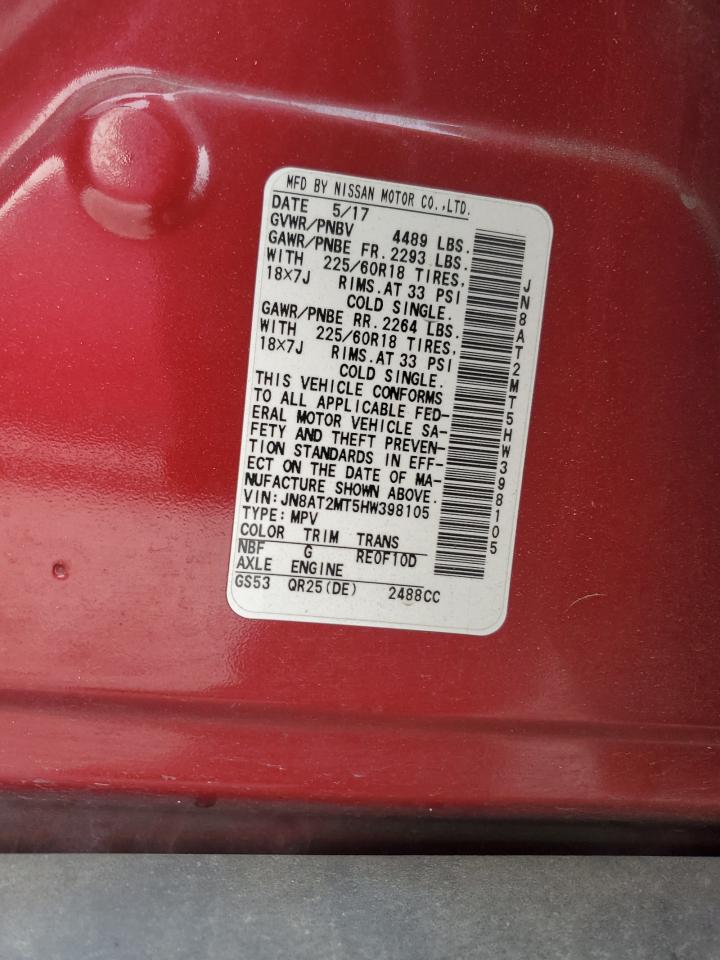 MFD BY NISSAN MOTOR CO.,LTD.
DATE 5/17
GVWR/PNBV 4489 LBS.
GAWR/PNBE FR. 2293 LBS.
WITH 225/60R18 TIRES,
18×7J RIMS.AT 33 PSI
COLD SINGLE.
GAWR/PNBE RR. 2264 LBS.
WITH 225/60R18 TIRES,
18×7J RIMS.AT 33 PSI
COLD SINGLE.
THIS VEHICLE CONFORMS
TO ALL APPLICABLE FED-
ERAL MOTOR VEHICLE SA-
FETY AND THEFT PREVEN-
TION STANDARDS IN EFF-
ECT ON THE DATE OF MA-
NUFACTURE SHOWN ABOVE.
VIN: JN8AT2MT5HW398105
TYPE: MPV
COLOR TRIM TRANS
NBF G RE0F10D
AXLE ENGINE
GS53 QR25(DE) 2488CC
JN8AT2MT5HW398105